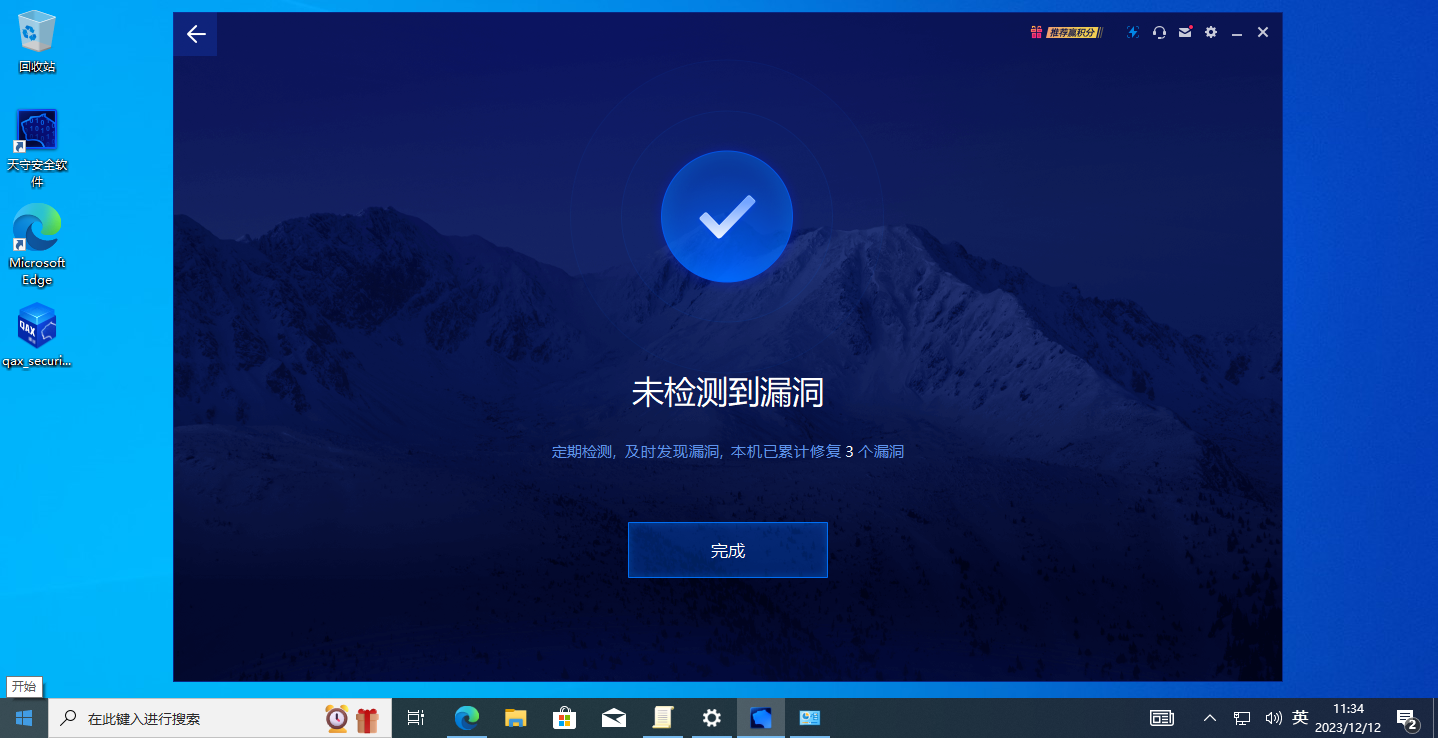 回收站
天守安全软
件
Microsoft
Edge
QAX
qax_securi...
推荐赢积分
未检测到漏洞
定期检测, 及时发现漏洞, 本机已累计修复 3 个漏洞
完成
开始
在此键入进行搜索
英
11:34
2023/12/12
2